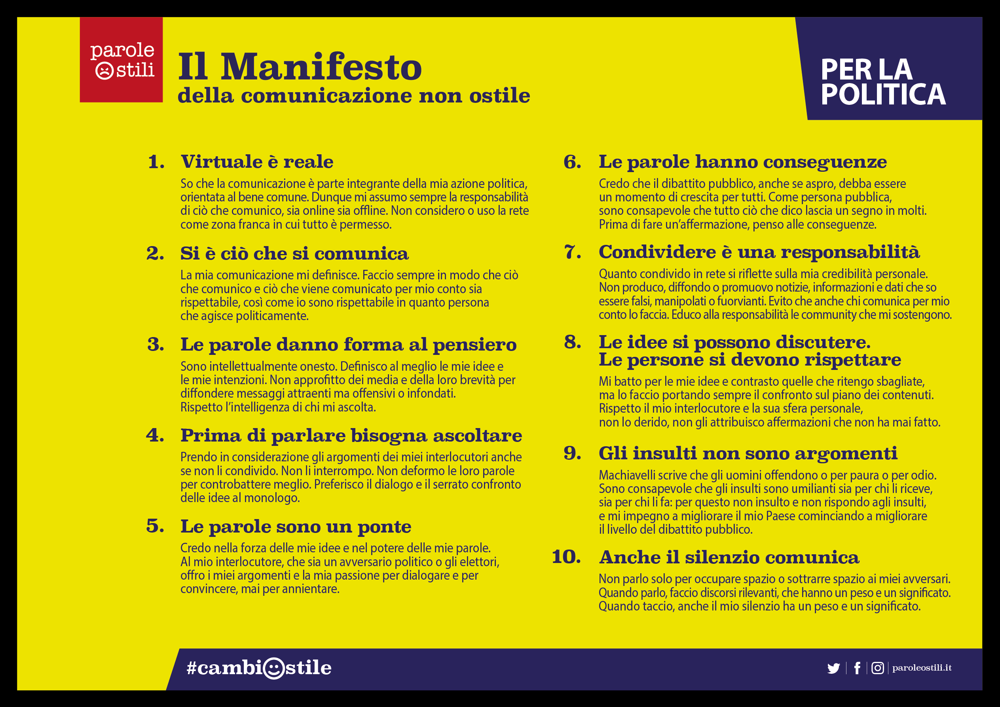 parole
ostili
Il Manifesto
della comunicazione non ostile
PER LA
POLITICA
1. Virtuale è reale
So che la comunicazione è parte integrante della mia azione politica,
orientata al bene comune. Dunque mi assumo sempre la responsabilità
di ciò che comunico, sia online sia offline. Non considero o uso la rete
come zona franca in cui tutto è permesso.
2. Si è ciò che si comunica
La mia comunicazione mi definisce. Faccio sempre in modo che ciò
che comunico e ciò che viene comunicato per mio conto sia
rispettabile, così come io sono rispettabile in quanto persona
che agisce politicamente.
3. Le parole danno forma al pensiero
Sono intellettualmente onesto. Definisco al meglio le mie idee e
le mie intenzioni. Non approfitto dei media e della loro brevità per
diffondere messaggi attraenti ma offensivi o infondati.
Rispetto l’intelligenza di chi mi ascolta.
4. Prima di parlare bisogna ascoltare
Prendo in considerazione gli argomenti dei miei interlocutori anche
se non li condivido. Non li interrompo. Non deformo le loro parole
per controbattere meglio. Preferisco il dialogo e il serrato confronto
delle idee al monologo.
5. Le parole sono un ponte
Credo nella forza delle mie idee e nel potere delle mie parole.
Al mio interlocutore, che sia un avversario politico o gli elettori,
offro i miei argomenti e la mia passione per dialogare e per
convincere, mai per annientare.
6. Le parole hanno conseguenze
Credo che il dibattito pubblico, anche se aspro, debba essere
un momento di crescita per tutti. Come persona pubblica,
sono consapevole che tutto ciò che dico lascia un segno in molti.
Prima di fare un’affermazione, penso alle conseguenze.
7. Condividere è una responsabilità
Quanto condivido in rete si riflette sulla mia credibilità personale.
Non produco, diffondo o promuovo notizie, informazioni e dati che so
essere falsi, manipolati o fuorvianti. Evito che anche chi comunica per mio
conto lo faccia. Educo alla responsabilità le community che mi sostengono.
8. Le idee si possono discutere.
Le persone si devono rispettare
Mi batto per le mie idee e contrasto quelle che ritengo sbagliate,
ma lo faccio portando sempre il confronto sul piano dei contenuti.
Rispetto il mio interlocutore e la sua sfera personale,
non lo derido, non gli attribuisco affermazioni che non ha mai fatto.
9. Gli insulti non sono argomenti
Machiavelli scrive che gli uomini offendono o per paura o per odio.
Sono consapevole che gli insulti sono umilianti sia per chi li riceve,
sia per chi li fa: per questo non insulto e non rispondo agli insulti,
e mi impegno a migliorare il mio Paese cominciando a migliorare
il livello del dibattito pubblico.
10. Anche il silenzio comunica
Non parlo solo per occupare spazio o sottrarre spazio ai miei avversari.
Quando parlo, faccio discorsi rilevanti, che hanno un peso e un significato.
Quando taccio, anche il mio silenzio ha un peso e un significato.
#cambiostile
paroleostili.it